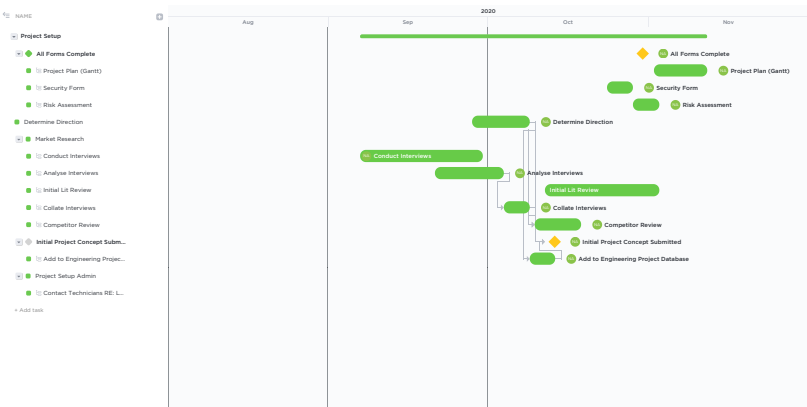 NAME
2020
Aug Sep Oct Nov
Project Setup
All Forms Complete All Forms Complete
Project Plan (Gantt) Project Plan (Gantt)
Security Form Security Form
Risk Assessment Risk Assessment
Determine Direction Determine Direction
Market Research
Conduct Interviews Conduct Interviews
Analyse Interviews Analyse Interviews
Initial Lit Review Initial Lit Review
Collate Interviews Collate Interviews
Competitor Review Competitor Review
Initial Project Concept Subm... Initial Project Concept Submitted
Add to Engineering Projec... Add to Engineering Project Database
Project Setup Admin
Contact Technicians RE: L...
+ Add task